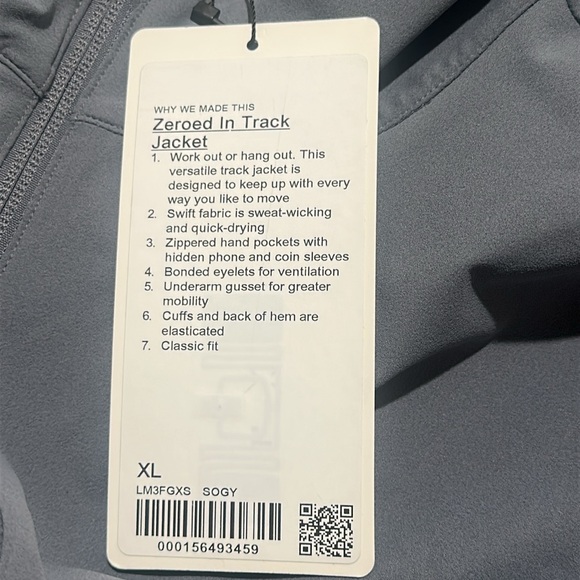 WHY WE MADE THIS
Zeroed In Track
Jacket
1. Work out or hang out. This
versatile track jacket is
designed to keep up with every
way you like to move
2. Swift fabric is sweat-wicking
and quick-drying
3. Zippered hand pockets with
hidden phone and coin sleeves
4. Bonded eyelets for ventilation
5. Underarm gusset for greater
mobility
6. Cuffs and back of hem are
elasticated
7. Classic fit
XL
LM3FGXS SOGY
000156493459